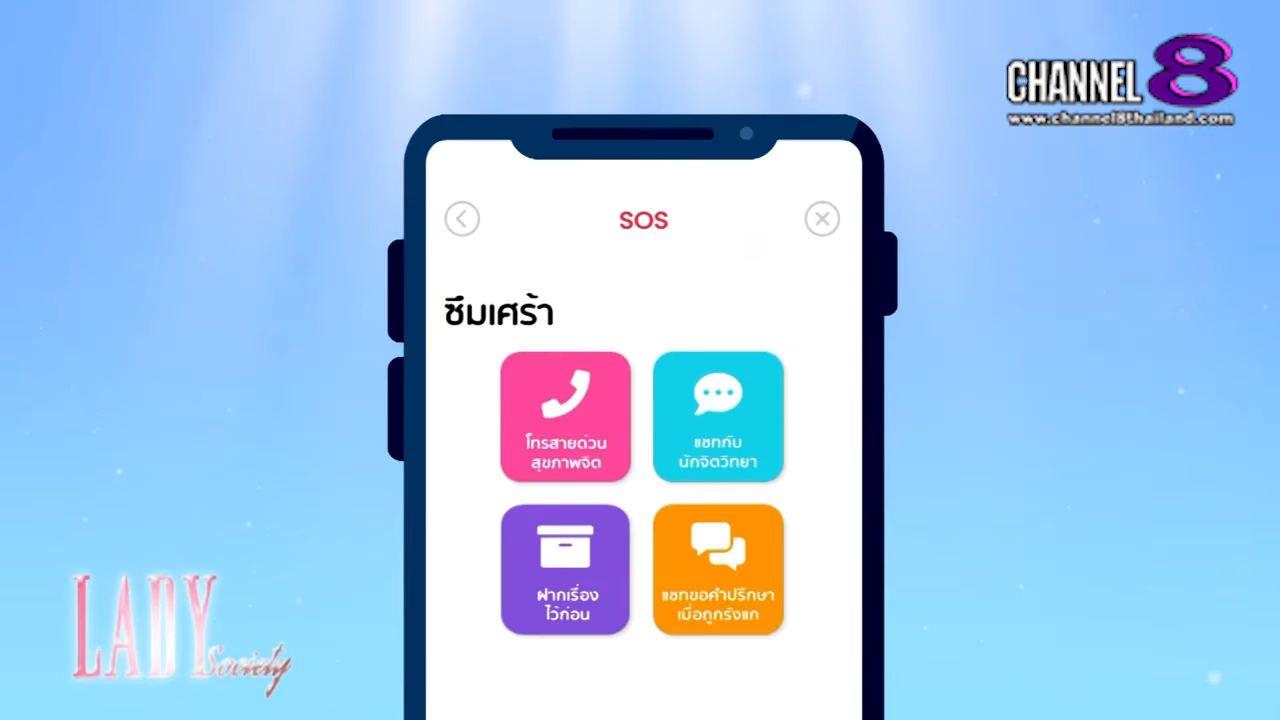 CHANNEL 8
www.channel8thailand.com
SOS
ซึมเศร้า
โทรสายด่วน
สุขภาพจิต
แชทกับ
นักจิตวิทยา
ฝากเรื่อง
ไว้ก่อน
แชทขอคำปรึกษา
เมื่อถูกรังแก
LADY
Society